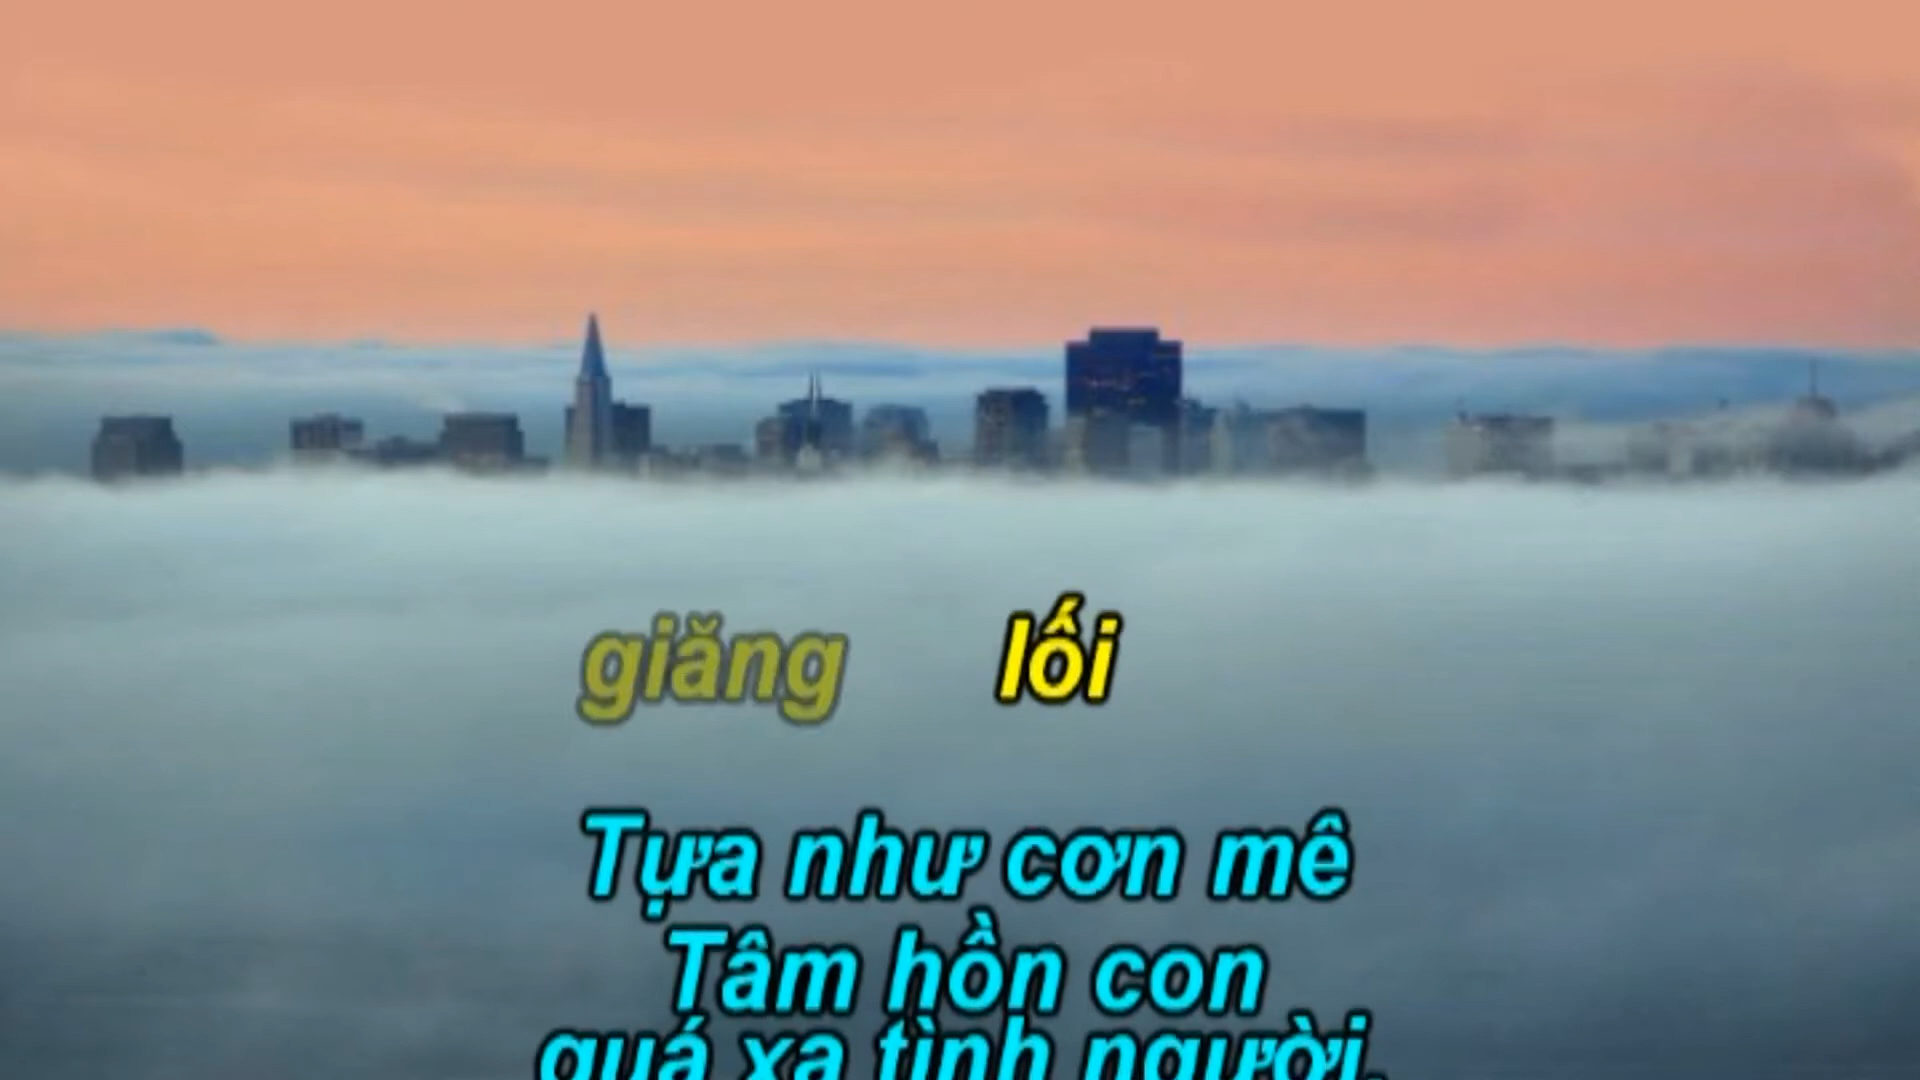 giăng lối
Tựa như cơn mê
Tâm hồn con
quá xa tình người.